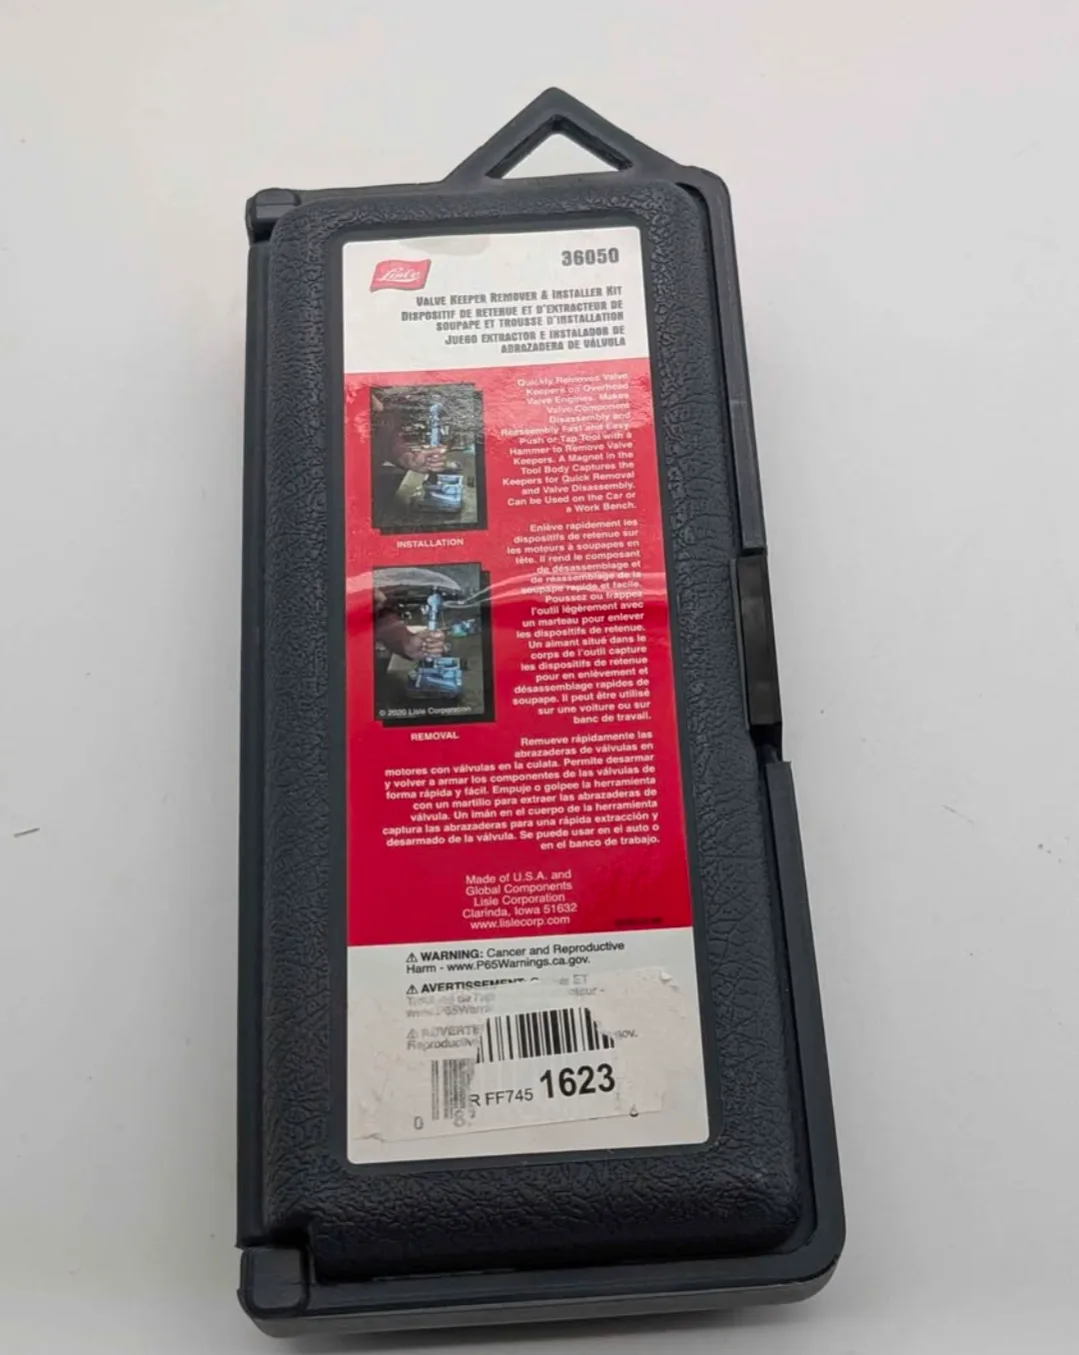 Lisle
36050
VALVE KEEPER REMOVER & INSTALLER KIT
DISPOSITIF DE RETENUE ET D'EXTRACTEUR DE
SOUPAPE ET TROUSSE D'INSTALLATION
JUEGO EXTRACTOR E INSTALADOR DE
ABRAZADERA DE VÁLVULA
Quickly Removes Valve
Keepers on Overhead
Valve Engines. Makes
Valve Component
Disassembly and
Reassembly Fast and Easy.
Push or Tap Tool with a
Hammer to Remove Valve
Keepers. A Magnet in the
Tool Body Captures the
Keepers for Quick Removal
and Valve Disassembly.
Can be Used on the Car or
a Work Bench.
INSTALLATION
Enlève rapidement les
dispositifs de retenue sur
les moteurs à soupapes en
tête. Il rend le composant
de désassemblage et
de réassemblage de la
soupape rapide et facile.
Poussez ou frappez
l'outil légèrement avec
un marteau pour enlever
les dispositifs de retenue.
Un aimant situé dans le
corps de l'outil capture
les dispositifs de retenue
pour en enlèvement et
désassemblage rapides de
soupape. Il peut être utilisé
sur une voiture ou sur
banc de travail.
© 2020 Lisle Corporation
REMOVAL
Remueve rápidamente las
abrazaderas de válvulas en
motores con válvulas en la culata. Permite desarmar
y volver a armar los componentes de las válvulas de
forma rápida y fácil. Empuje o golpee la herramienta
con un martillo para extraer las abrazaderas de
válvula. Un imán en el cuerpo de la herramienta
captura las abrazaderas para una rápida extracción y
desarmado de la válvula. Se puede usar en el auto o
en el banco de trabajo.
Made of U.S.A. and
Global Components
Lisle Corporation
Clarinda, Iowa 51632
www.lislecorp.com
⚠ WARNING: Cancer and Reproductive
Harm - www.P65Warnings.ca.gov.
⚠ AVERTISSEMENT: ET
gov.
R FF745 1623
0 6